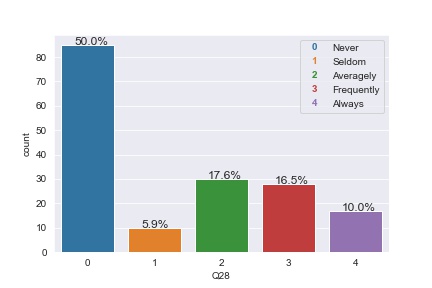 50.0%
5.9%
17.6%
16.5%
10.0%
0 Never
1 Seldom
2 Averagely
3 Frequently
4 Always
80
70
60
50
40
30
20
10
0
count
0 1 2 3 4
Q28